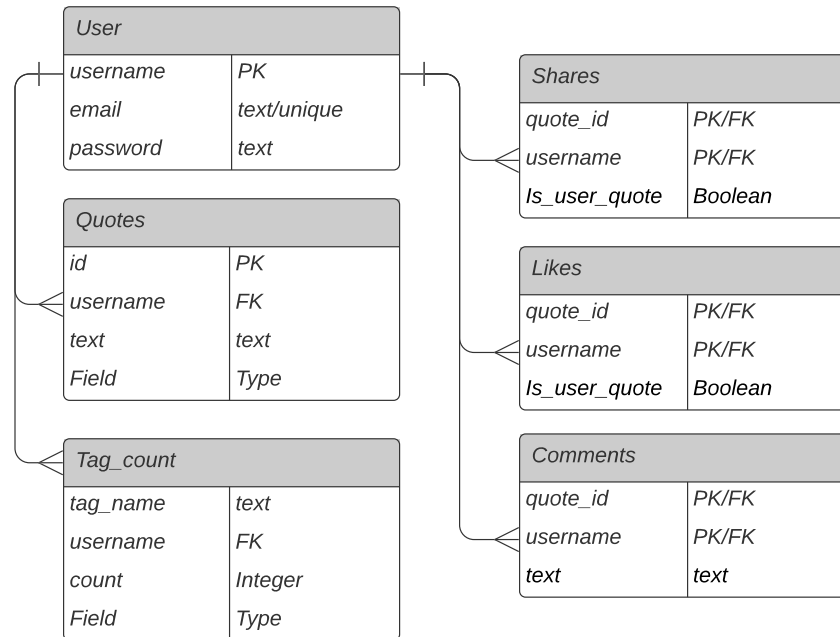 User
username PK
email text/unique
password text
Quotes
id PK
username FK
text text
Field Type
Tag_count
tag_name text
username FK
count Integer
Field Type
Shares
quote_id PK/FK
username PK/FK
Is_user_quote Boolean
Likes
quote_id PK/FK
username PK/FK
Is_user_quote Boolean
Comments
quote_id PK/FK
username PK/FK
text text